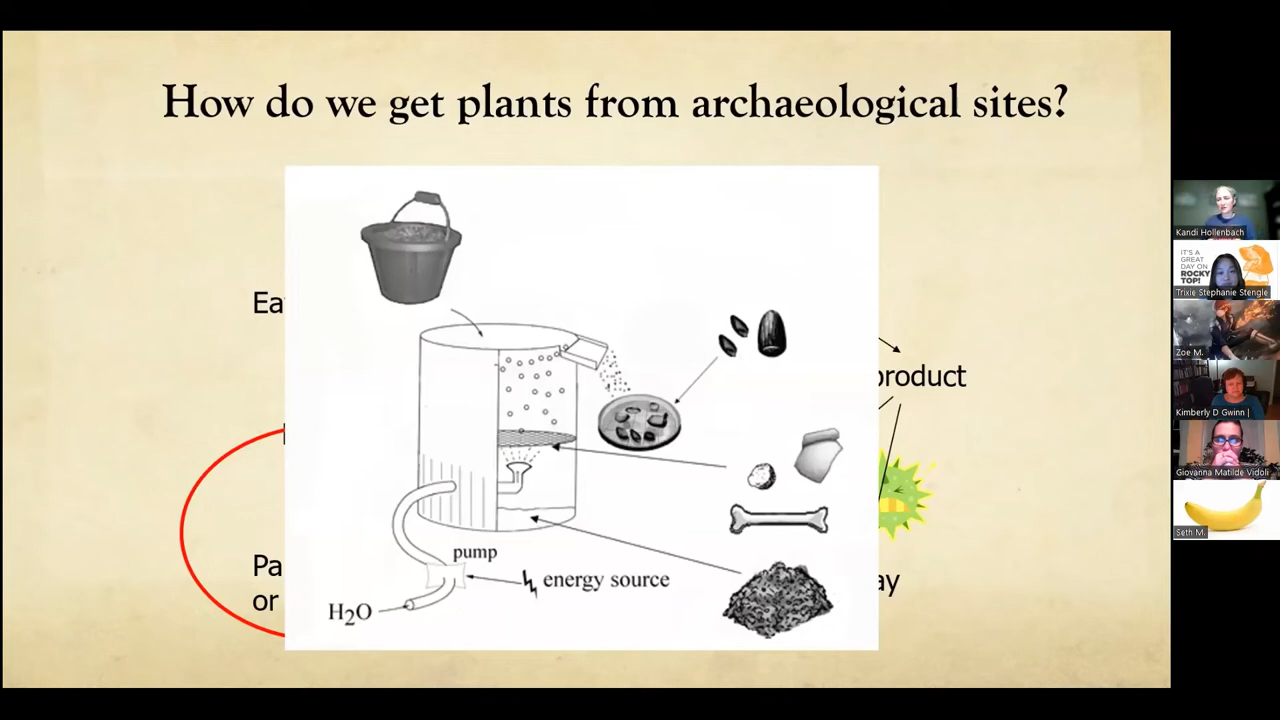 How do we get plants from archaeological sites?
Ea
product
Pa
or
ay
pump
energy source
H2O
Kandi Hollenbach
IT'S A
GREAT
DAY ON
ROCKY
TOP!
Trixie Stephanie Stengle
Zoe M.
Kimberly D Gwinn |
Giovanna Matilde Vidoli
Seth M.